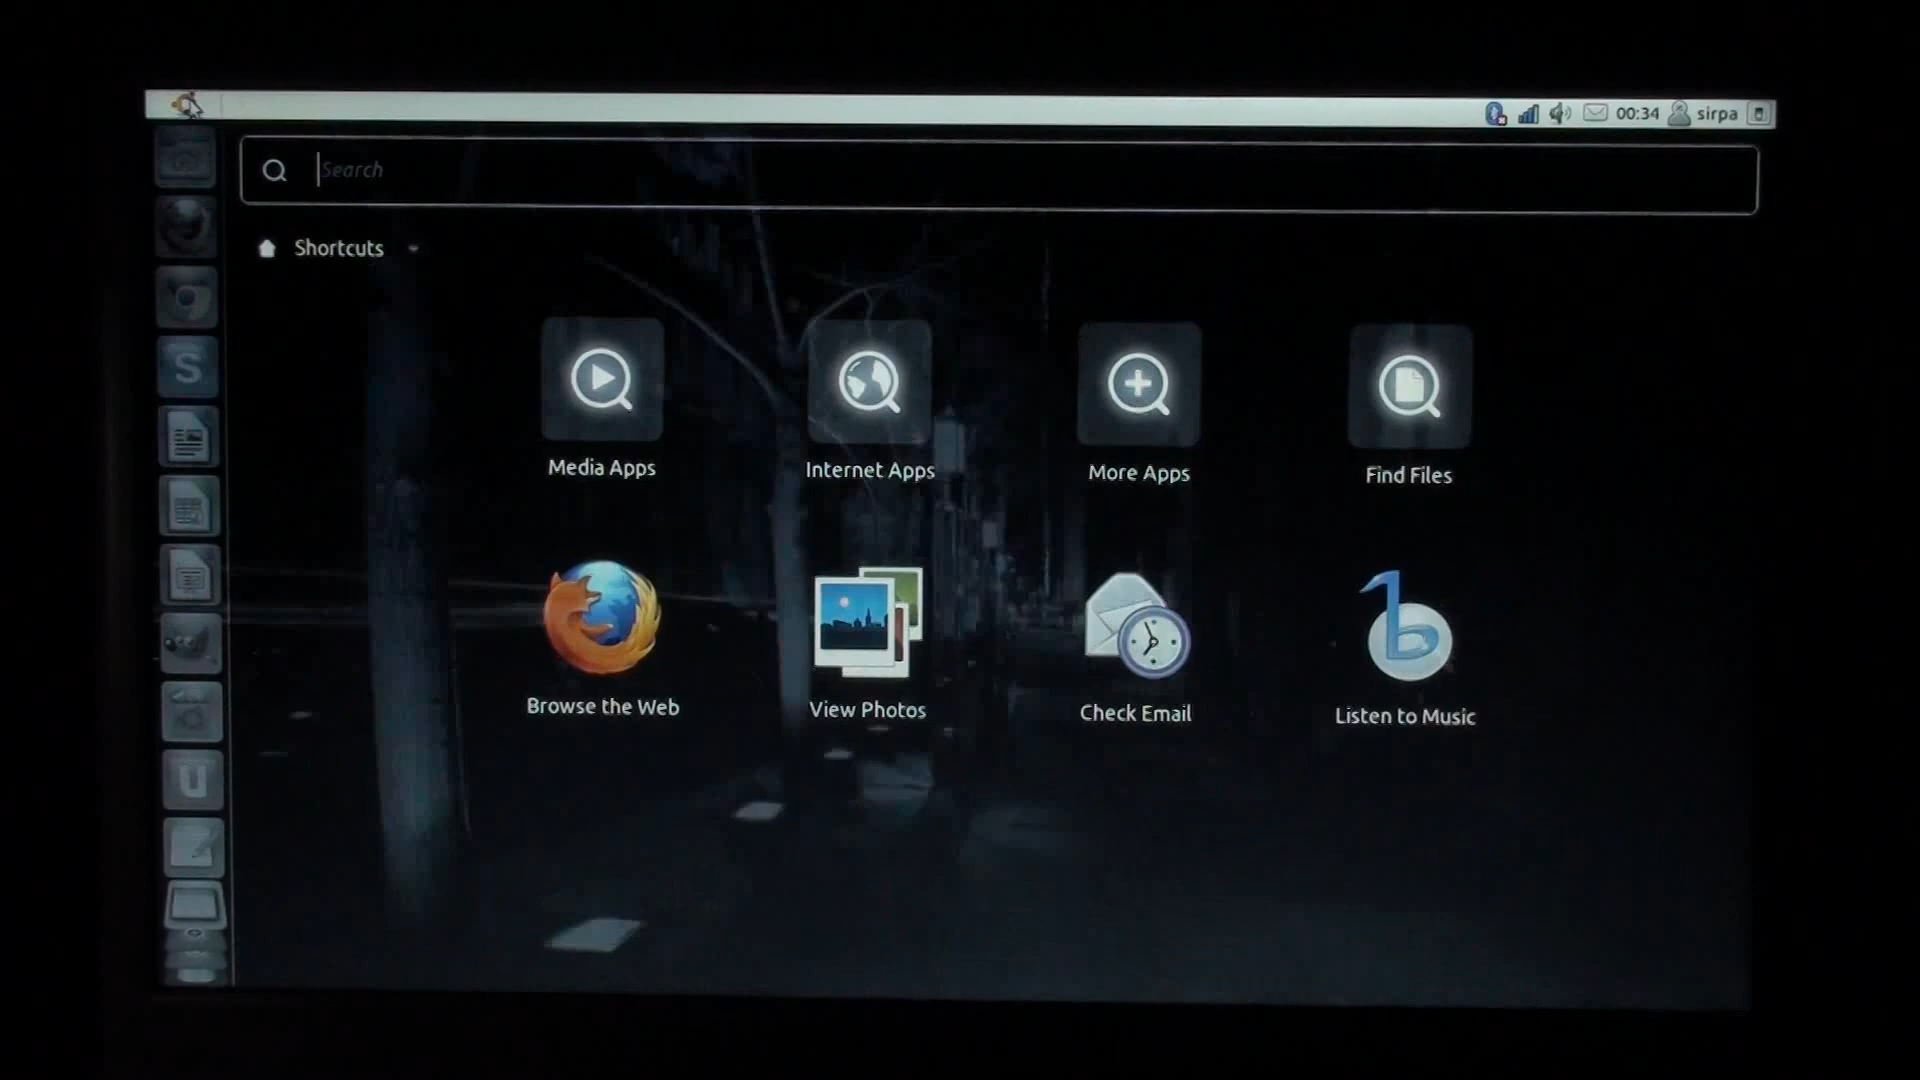 00:34 sirpa
Search
Shortcuts
S
Media Apps
Internet Apps
More Apps
Find Files
Browse the Web
View Photos
Check Email
Listen to Music
U